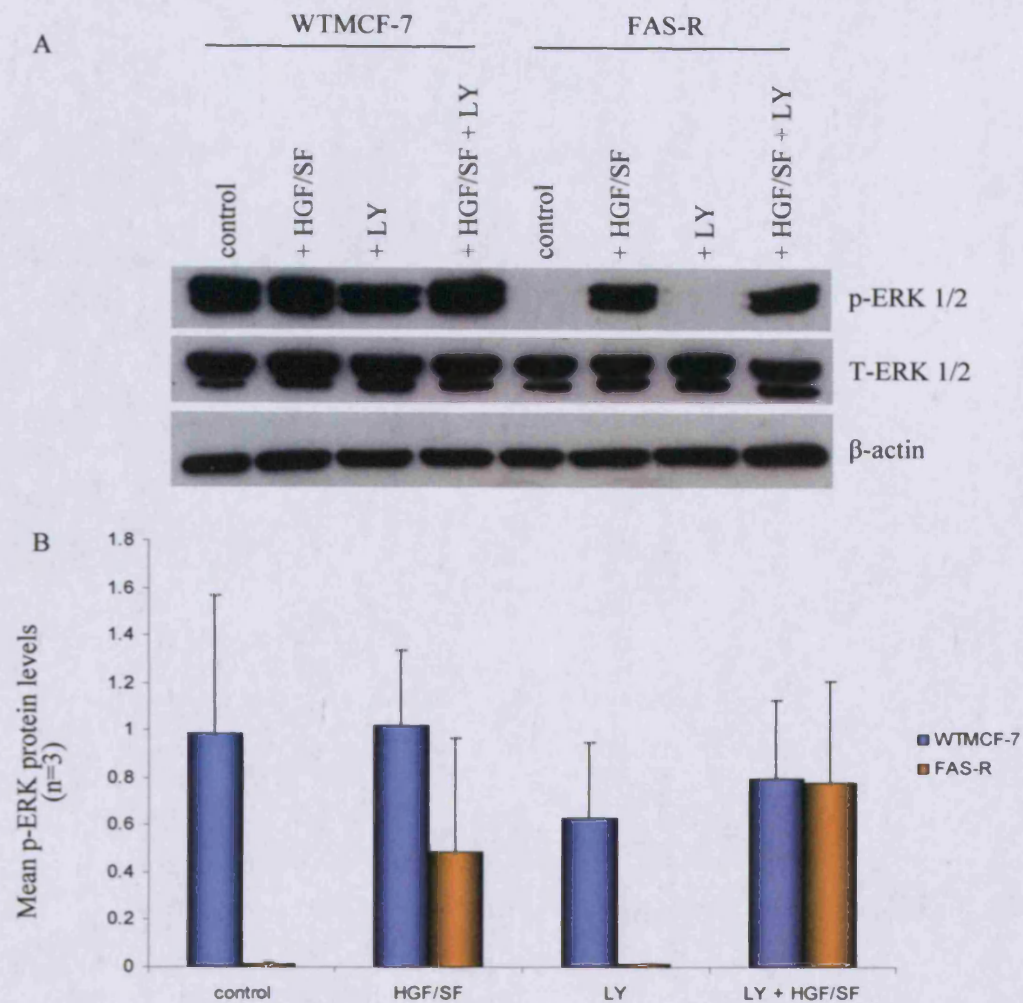 A
WTMCF-7 FAS-R
control + HGF/SF + LY + HGF/SF + LY control + HGF/SF + LY + HGF/SF + LY
p-ERK 1/2
T-ERK 1/2
β-actin
B
Mean p-ERK protein levels
(n=3)
1.8
1.6
1.4
1.2
1
0.8
0.6
0.4
0.2
0
WTMCF-7
FAS-R
control HGF/SF LY LY + HGF/SF